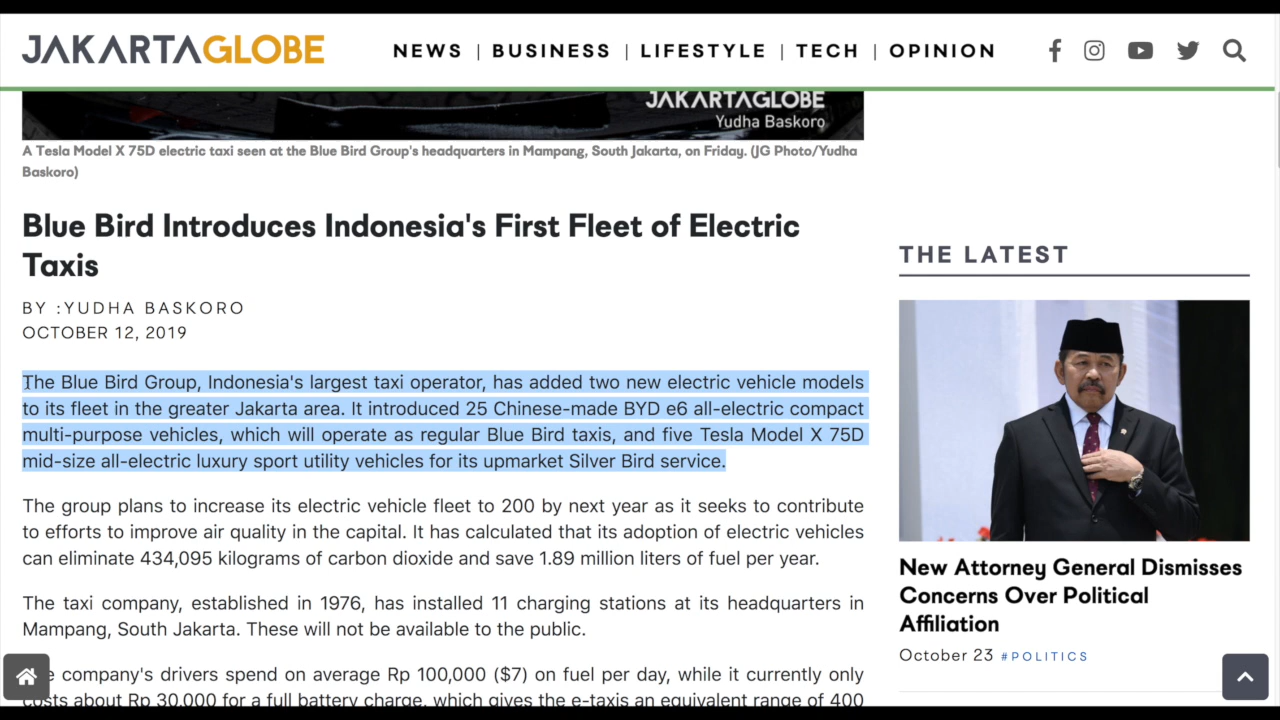 JAKARTAGLOBE
NEWS | BUSINESS | LIFESTYLE | TECH | OPINION
JAKARTAGLOBE
Yudha Baskoro
A Tesla Model X 75D electric taxi seen at the Blue Bird Group's headquarters in Mampang, South Jakarta, on Friday. (JG Photo/Yudha
Baskoro)
Blue Bird Introduces Indonesia's First Fleet of Electric
Taxis
BY :YUDHA BASKORO
OCTOBER 12, 2019
The Blue Bird Group, Indonesia's largest taxi operator, has added two new electric vehicle models
to its fleet in the greater Jakarta area. It introduced 25 Chinese-made BYD e6 all-electric compact
multi-purpose vehicles, which will operate as regular Blue Bird taxis, and five Tesla Model X 75D
mid-size all-electric luxury sport utility vehicles for its upmarket Silver Bird service.
The group plans to increase its electric vehicle fleet to 200 by next year as it seeks to contribute
to efforts to improve air quality in the capital. It has calculated that its adoption of electric vehicles
can eliminate 434,095 kilograms of carbon dioxide and save 1.89 million liters of fuel per year.
The taxi company, established in 1976, has installed 11 charging stations at its headquarters in
Mampang, South Jakarta. These will not be available to the public.
company's drivers spend on average Rp 100,000 ($7) on fuel per day, while it currently only
costs about Rp 30,000 for a full battery charge, which gives the e-taxis an equivalent range of 400
THE LATEST
New Attorney General Dismisses
Concerns Over Political
Affiliation
October 23 #POLITICS